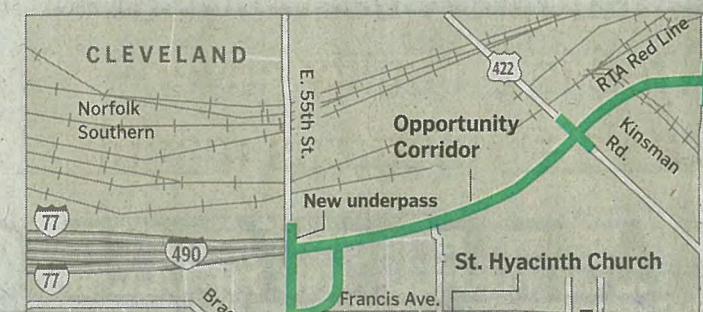 CLEVELAND
422
RTA Red Line
Norfolk
Southern
E. 55th St.
Opportunity
Corridor
Kinsman
Rd.
New underpass
77
490
77
St. Hyacinth Church
Francis Ave.